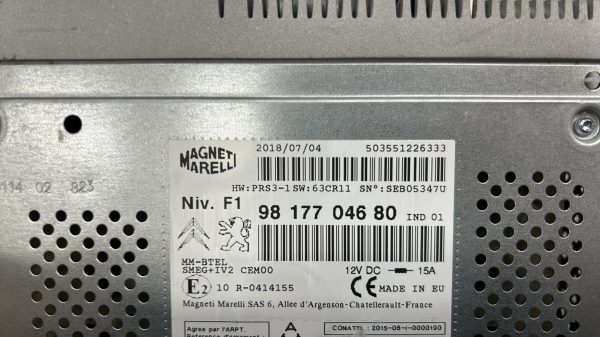 2018/07/04 503551226333
MAGNETI
MARELLI
HW:PRS3-1 SW:63CR11 SN°:SEB05347U
Niv. F1 98 177 046 80 IND 01
MM-BTEL
SMEG+IV2 CEM00 12V DC 15A
E2 10 R-0414155 CE MADE IN EU
Magneti Marelli SAS 6, Allee d'Argenson-Chatellerault-France
Agree par l'ARPT. CONATEL : 2015-08-I-0000190
114 02 823